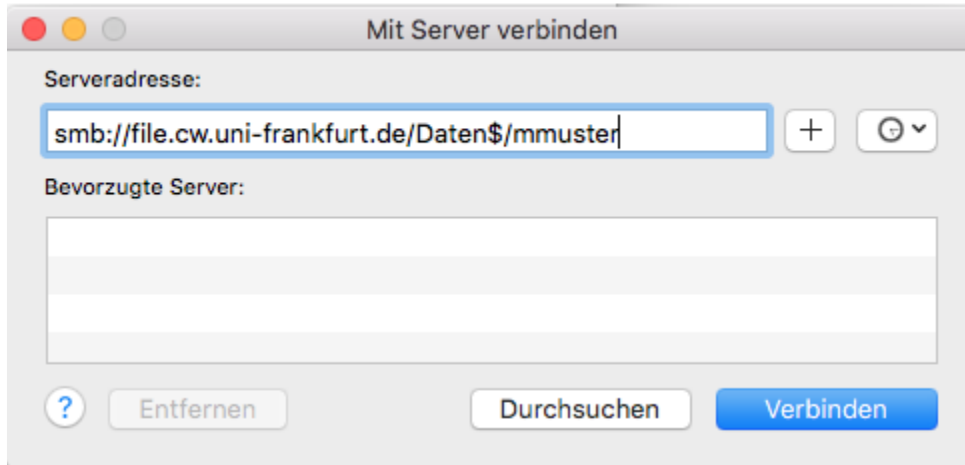 Mit Server verbinden
Serveradresse:
smb://file.cw.uni-frankfurt.de/Daten$/mmuster
Bevorzugte Server:
? Entfernen Durchsuchen Verbinden